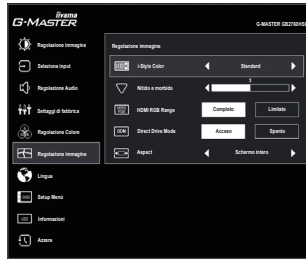 iiyama
G-MASTER
G-MASTER GB2760HSU
Regolazione immagine
Seleziona input
Regolazione Audio
Settaggi di fabbrica
Regolazione Colore
Regolazione immagine
Lingua
Setup Menù
Informazioni
Azzera
Regolazione immagine
i-Style Color
Standard
Nitido e morbido
3
HDMI RGB Range
Completo
Limitato
DDM
Direct Drive Mode
Acceso
Spento
Aspect
Schermo intero